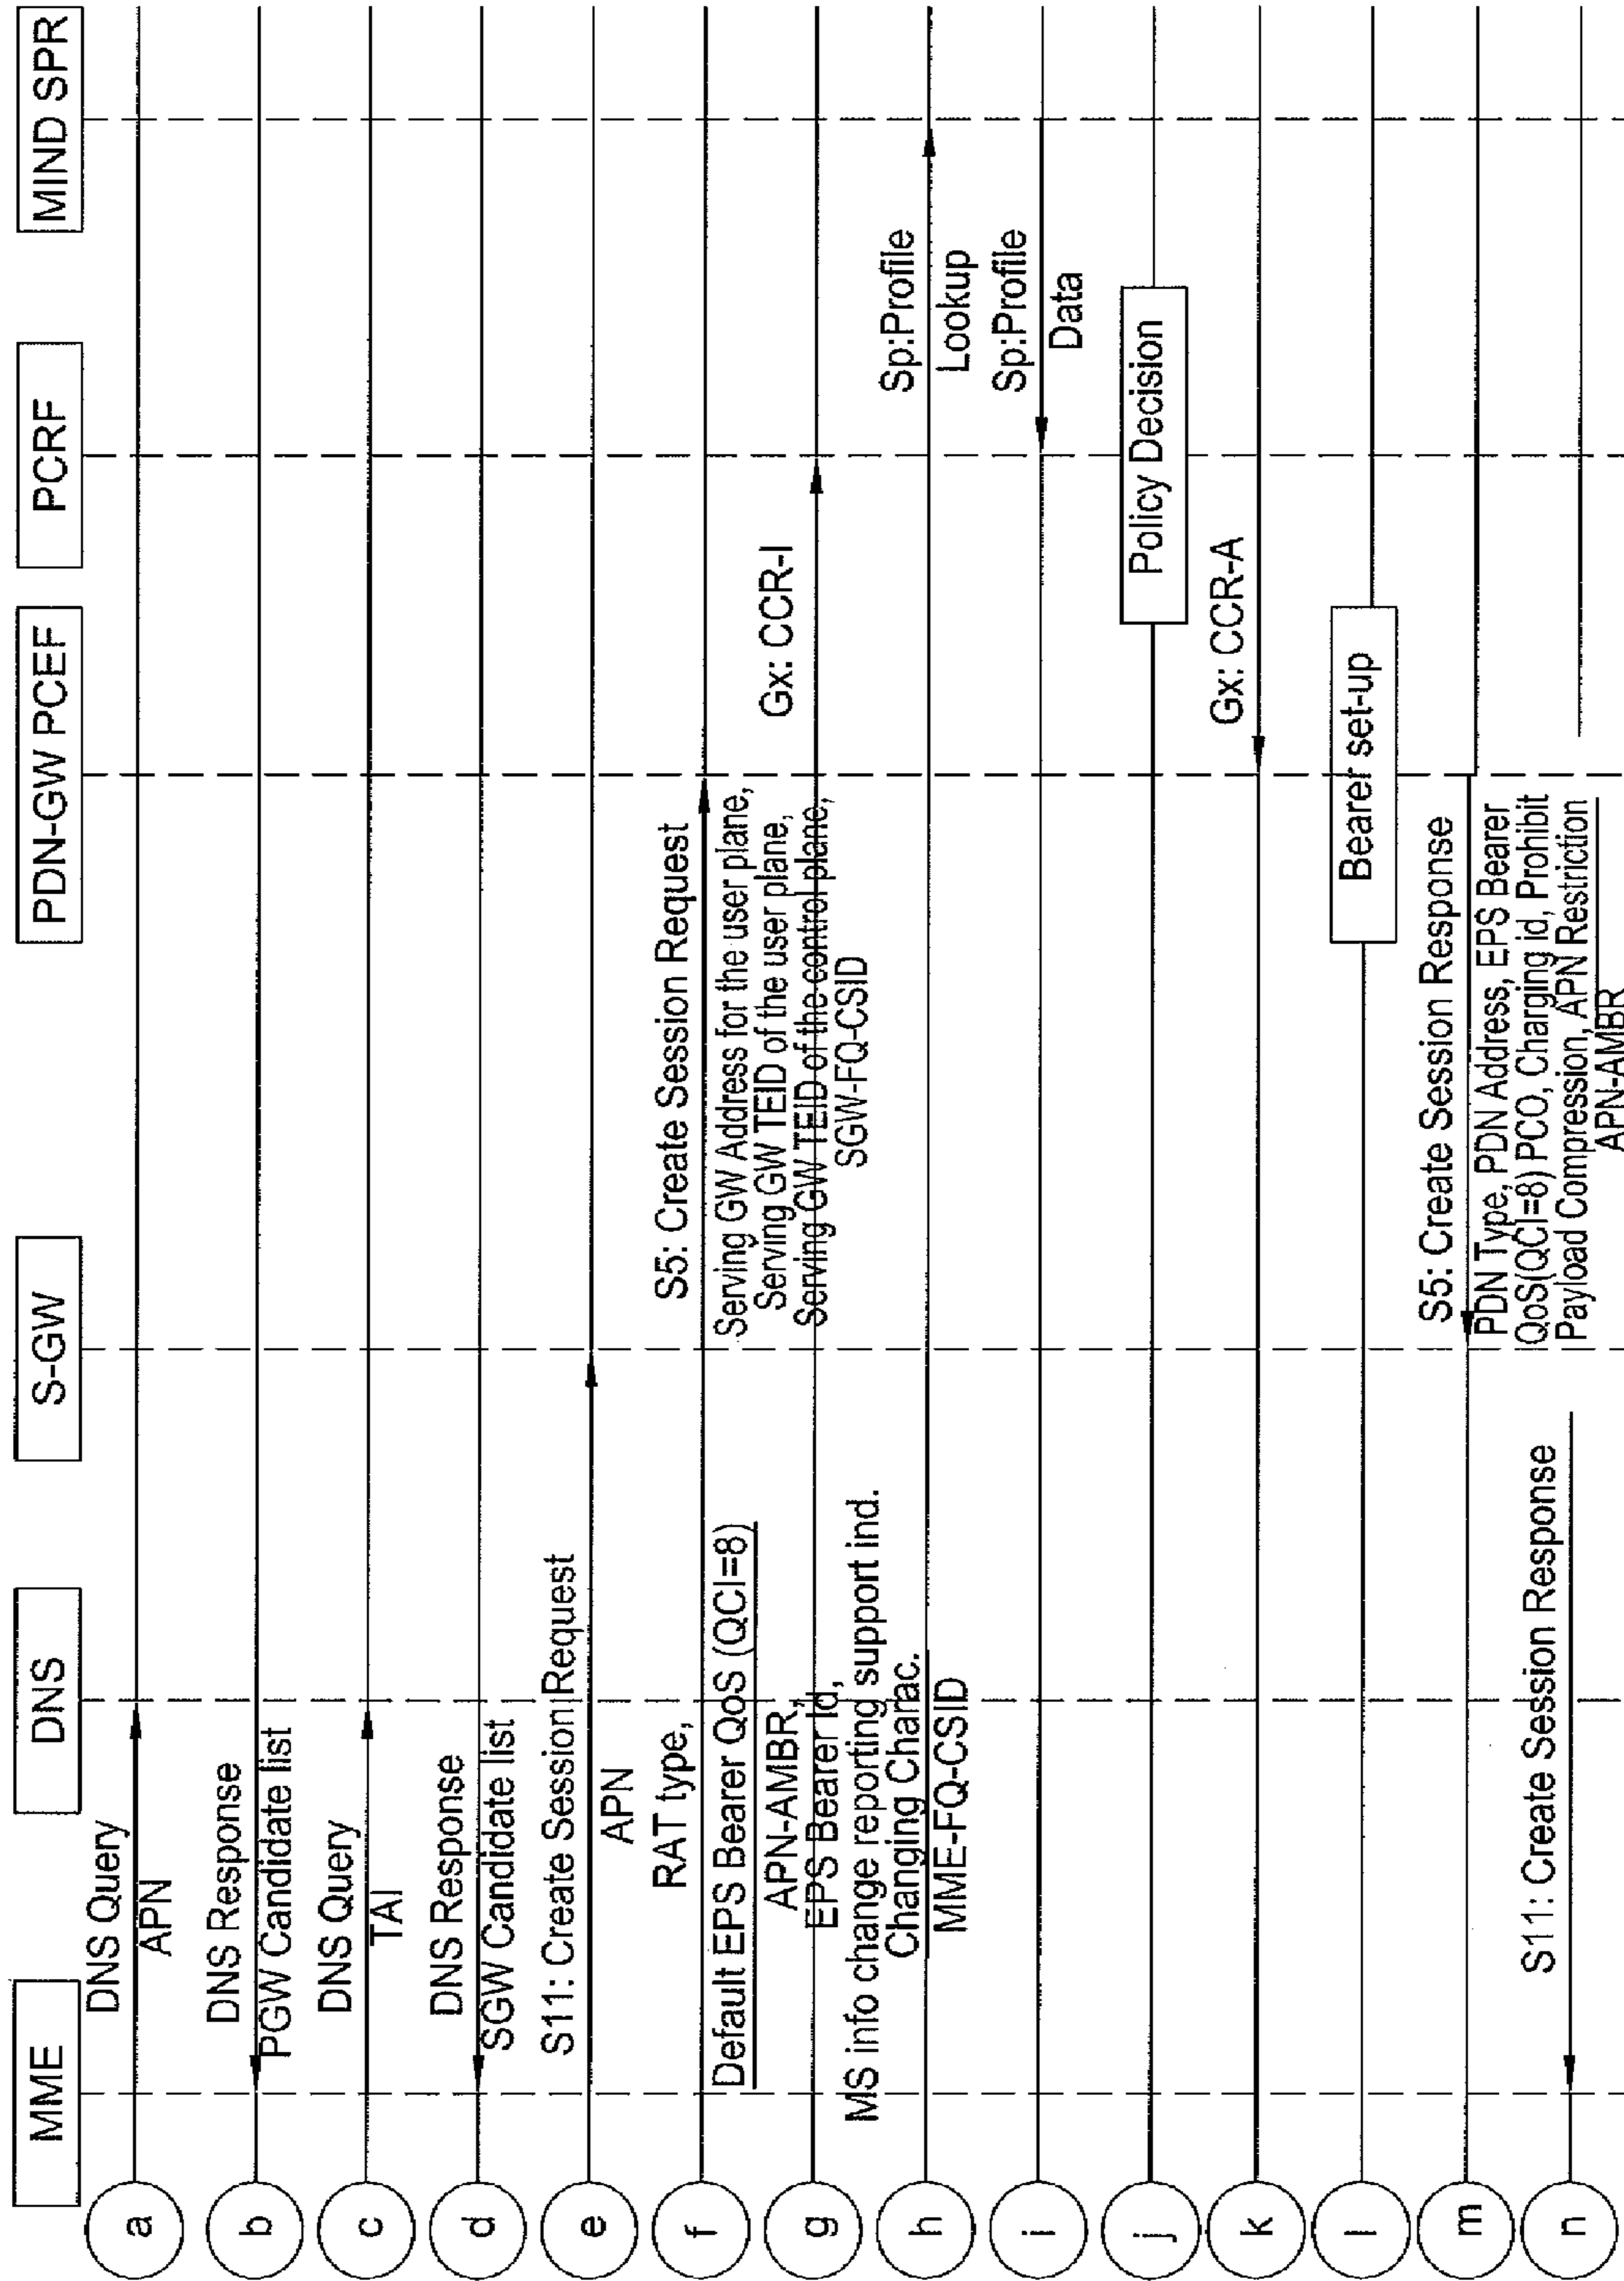 MME
DNS
S-GW
PDN-GW PCEF
PCRF
MIND SPR
a
DNS Query
APN
b
DNS Response
PGW Candidate list
c
DNS Query
TAI
d
DNS Response
SGW Candidate list
e
S11: Create Session Request
APN
RAT type,
Default EPS Bearer QoS (QCI=8)
APN-AMBR,
EPS Bearer Id,
MS info change reporting support ind.
Changing Charac.
MME-FQ-CSID
f
S5: Create Session Request
Serving GW Address for the user plane,
Serving GW TEID of the user plane,
Serving GW TEID of the control plane,
SGW-FQ-CSID
g
Gx: CCR-I
h
Sp:Profile
Lookup
i
Sp:Profile
Data
j
Policy Decision
k
Gx: CCR-A
l
Bearer set-up
m
S5: Create Session Response
PDN Type, PDN Address, EPS Bearer
QoS(QCI=8) PCO, Charging id, Prohibit
Payload Compression, APN Restriction
APN-AMBR
n
S11: Create Session Response